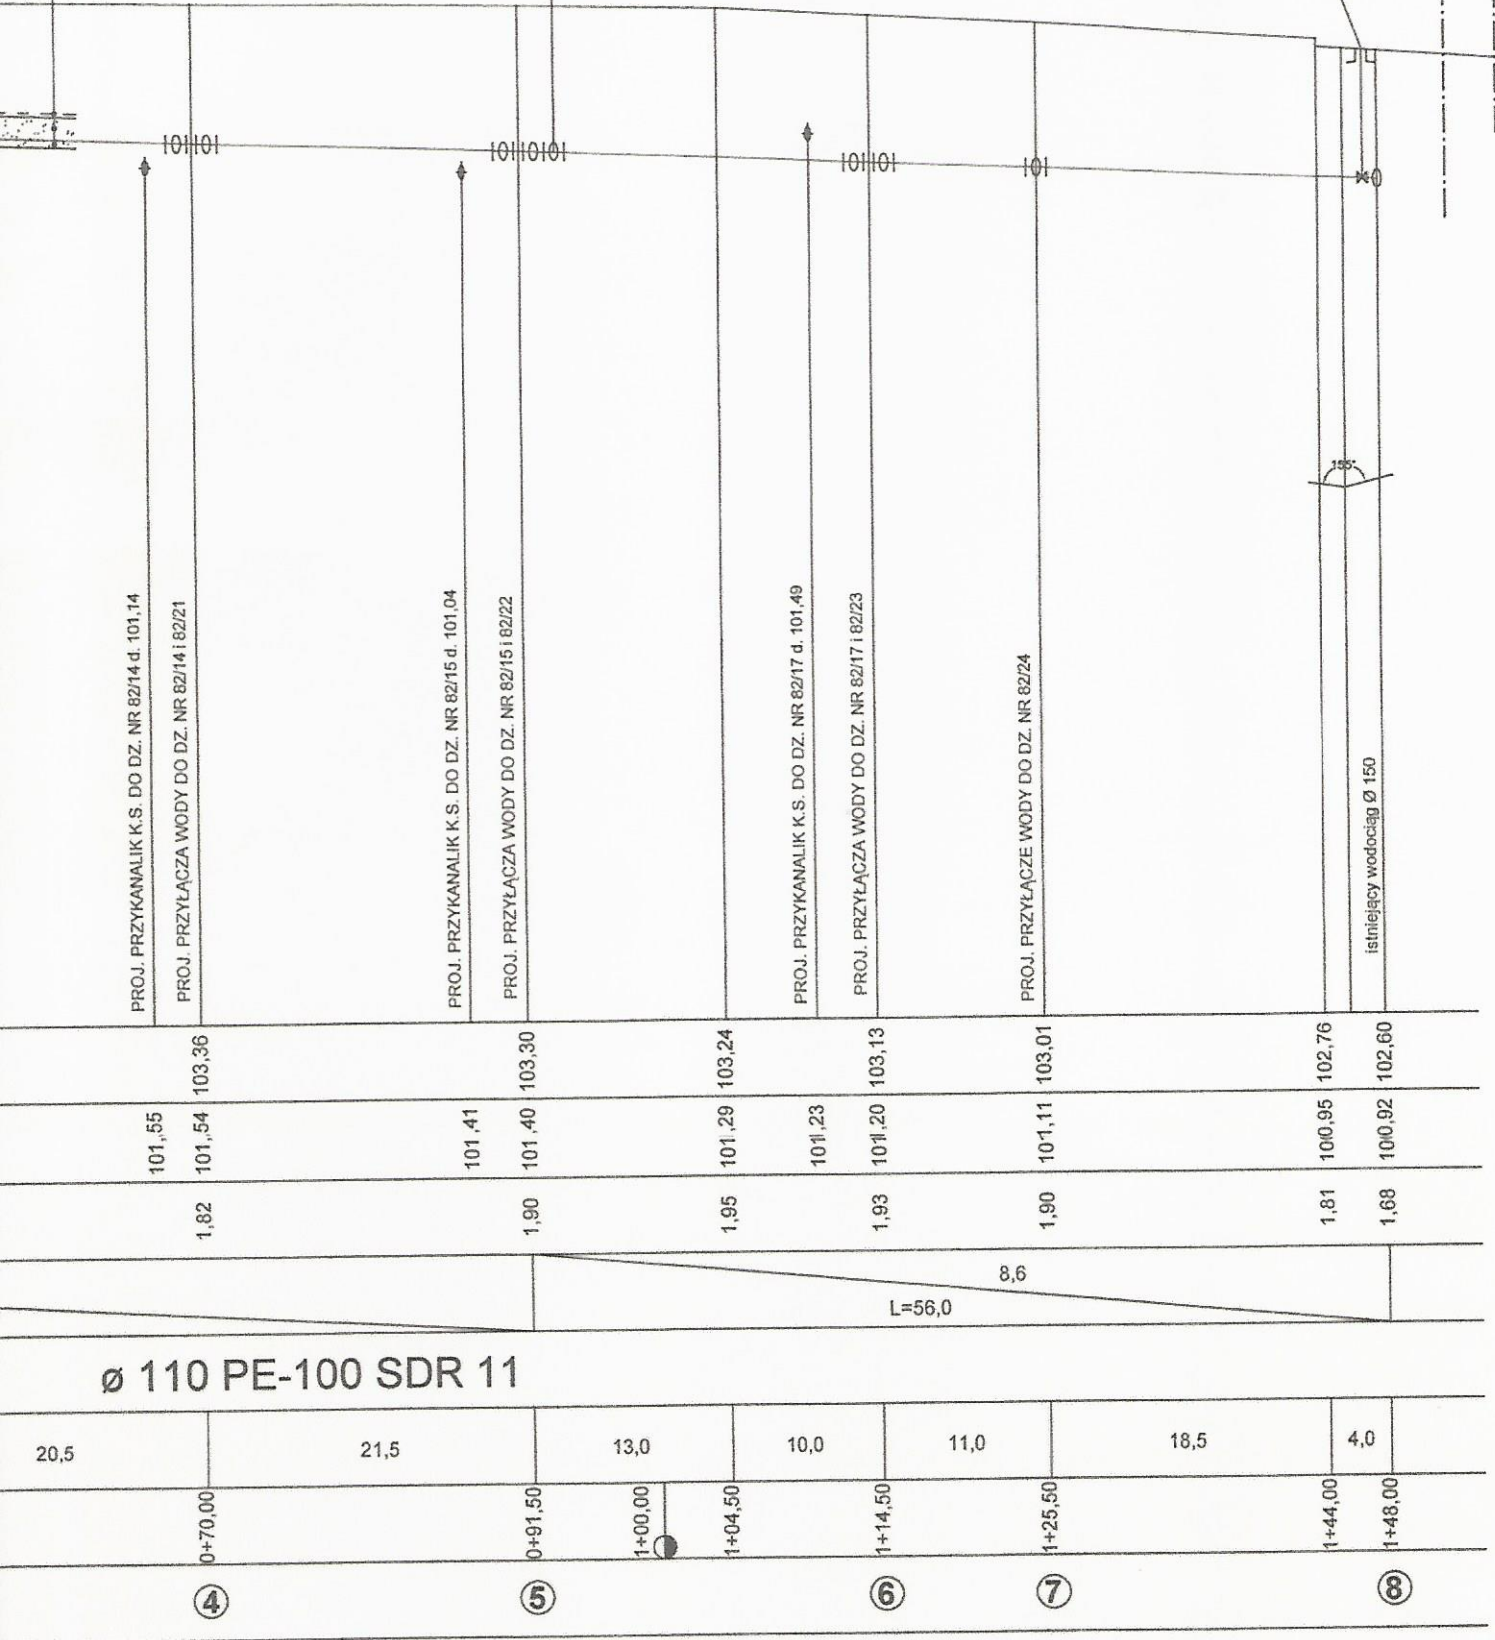 155°
PROJ. PRZYKANALIK K.S. DO DZ. NR 82/14 d. 101,14
PROJ. PRZYŁĄCZA WODY DO DZ. NR 82/14 i 82/21
PROJ. PRZYKANALIK K.S. DO DZ. NR 82/15 d. 101,04
PROJ. PRZYŁĄCZA WODY DO DZ. NR 82/15 i 82/22
PROJ. PRZYKANALIK K.S. DO DZ. NR 82/17 d. 101,49
PROJ. PRZYŁĄCZA WODY DO DZ. NR 82/17 i 82/23
PROJ. PRZYŁĄCZE WODY DO DZ. NR 82/24
istniejący wodociąg Ø 150
103,36 103,30 103,24 103,13 103,01 102,76 102,60
101,55 101,54 101,41 101,40 101,29 101,23 101,20 101,11 100,95 100,92
1,82 1,90 1,95 1,93 1,90 1,81 1,68
8,6
L=56,0
ø 110 PE-100 SDR 11
20,5 21,5 13,0 10,0 11,0 18,5 4,0
0+70,00 0+91,50 1+00,00 1+04,50 1+14,50 1+25,50 1+44,00 1+48,00
4 5 6 7 8